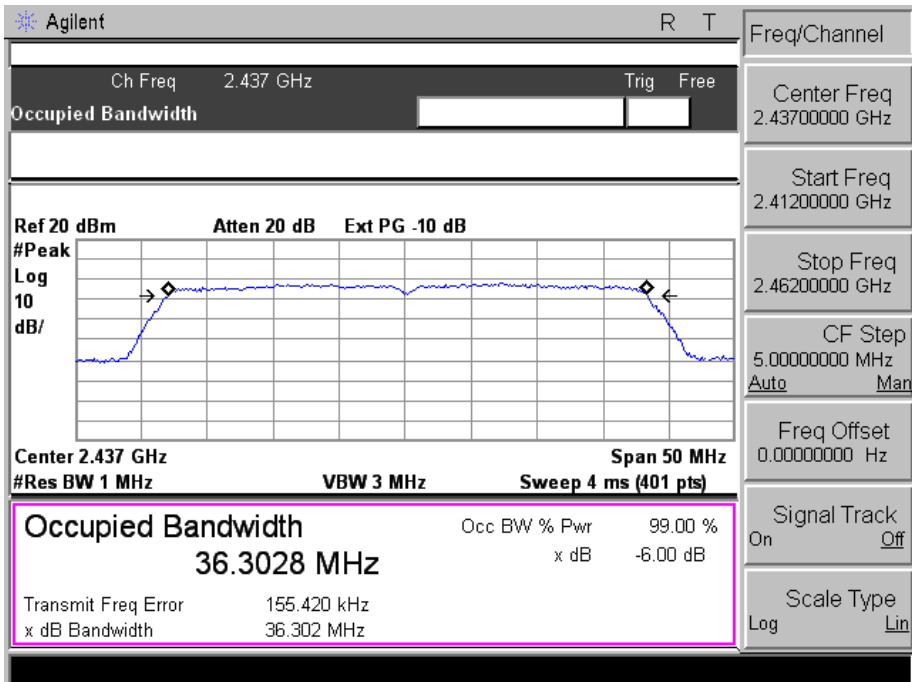 Agilent R T
Ch Freq 2.437 GHz Trig Free
Occupied Bandwidth
Ref 20 dBm Atten 20 dB Ext PG -10 dB
#Peak
Log
10
dB/
Center 2.437 GHz Span 50 MHz
#Res BW 1 MHz VBW 3 MHz Sweep 4 ms (401 pts)
Occupied Bandwidth Occ BW % Pwr 99.00 %
36.3028 MHz x dB -6.00 dB
Transmit Freq Error 155.420 kHz
x dB Bandwidth 36.302 MHz
Freq/Channel
Center Freq
2.43700000 GHz
Start Freq
2.41200000 GHz
Stop Freq
2.46200000 GHz
CF Step
5.00000000 MHz
Auto Man
Freq Offset
0.00000000 Hz
Signal Track
On Off
Scale Type
Log Lin